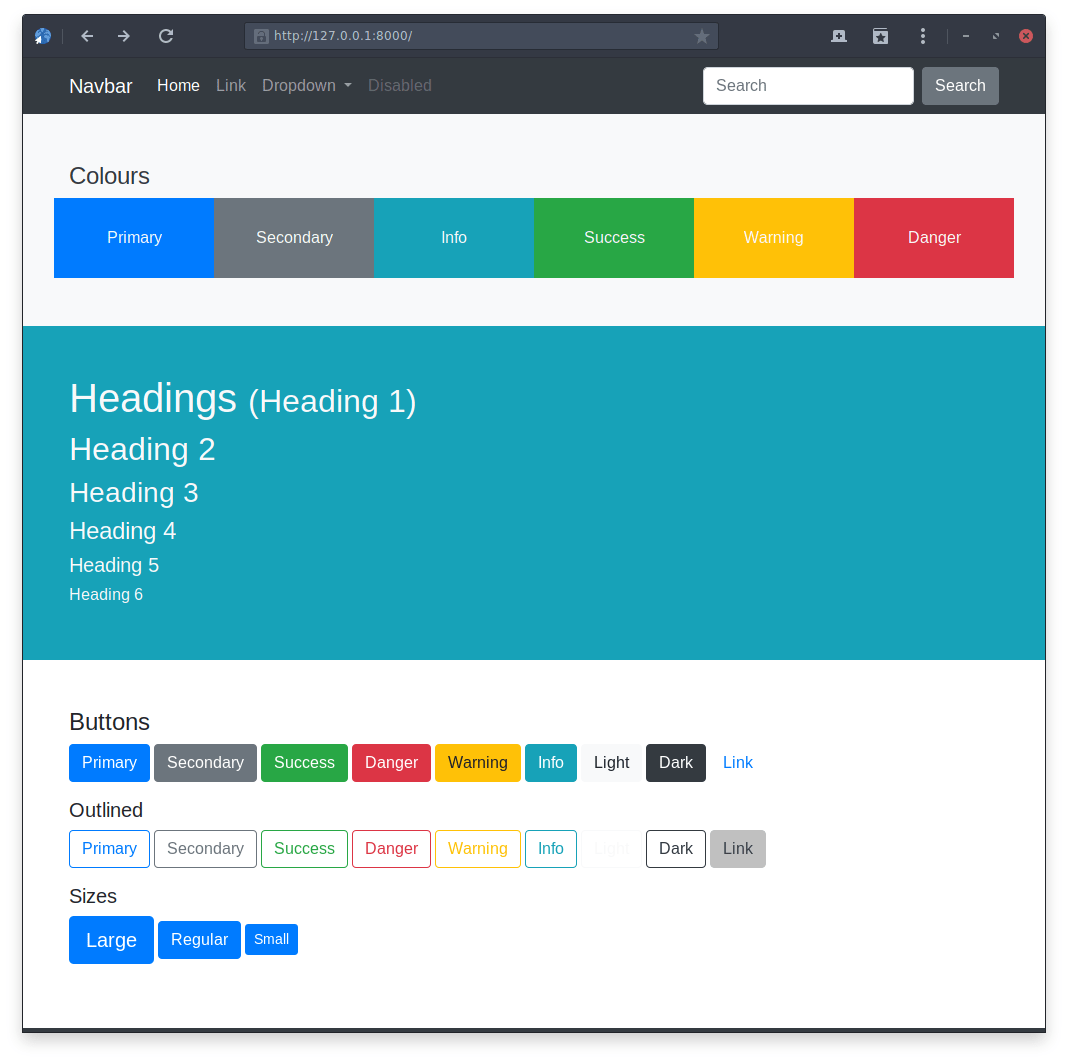 http://127.0.0.1:8000/
Navbar Home Link Dropdown Disabled Search Search
Colours
Primary Secondary Info Success Warning Danger
Headings (Heading 1)
Heading 2
Heading 3
Heading 4
Heading 5
Heading 6
Buttons
Primary Secondary Success Danger Warning Info Light Dark Link
Outlined
Primary Secondary Success Danger Warning Info Light Dark Link
Sizes
Large Regular Small